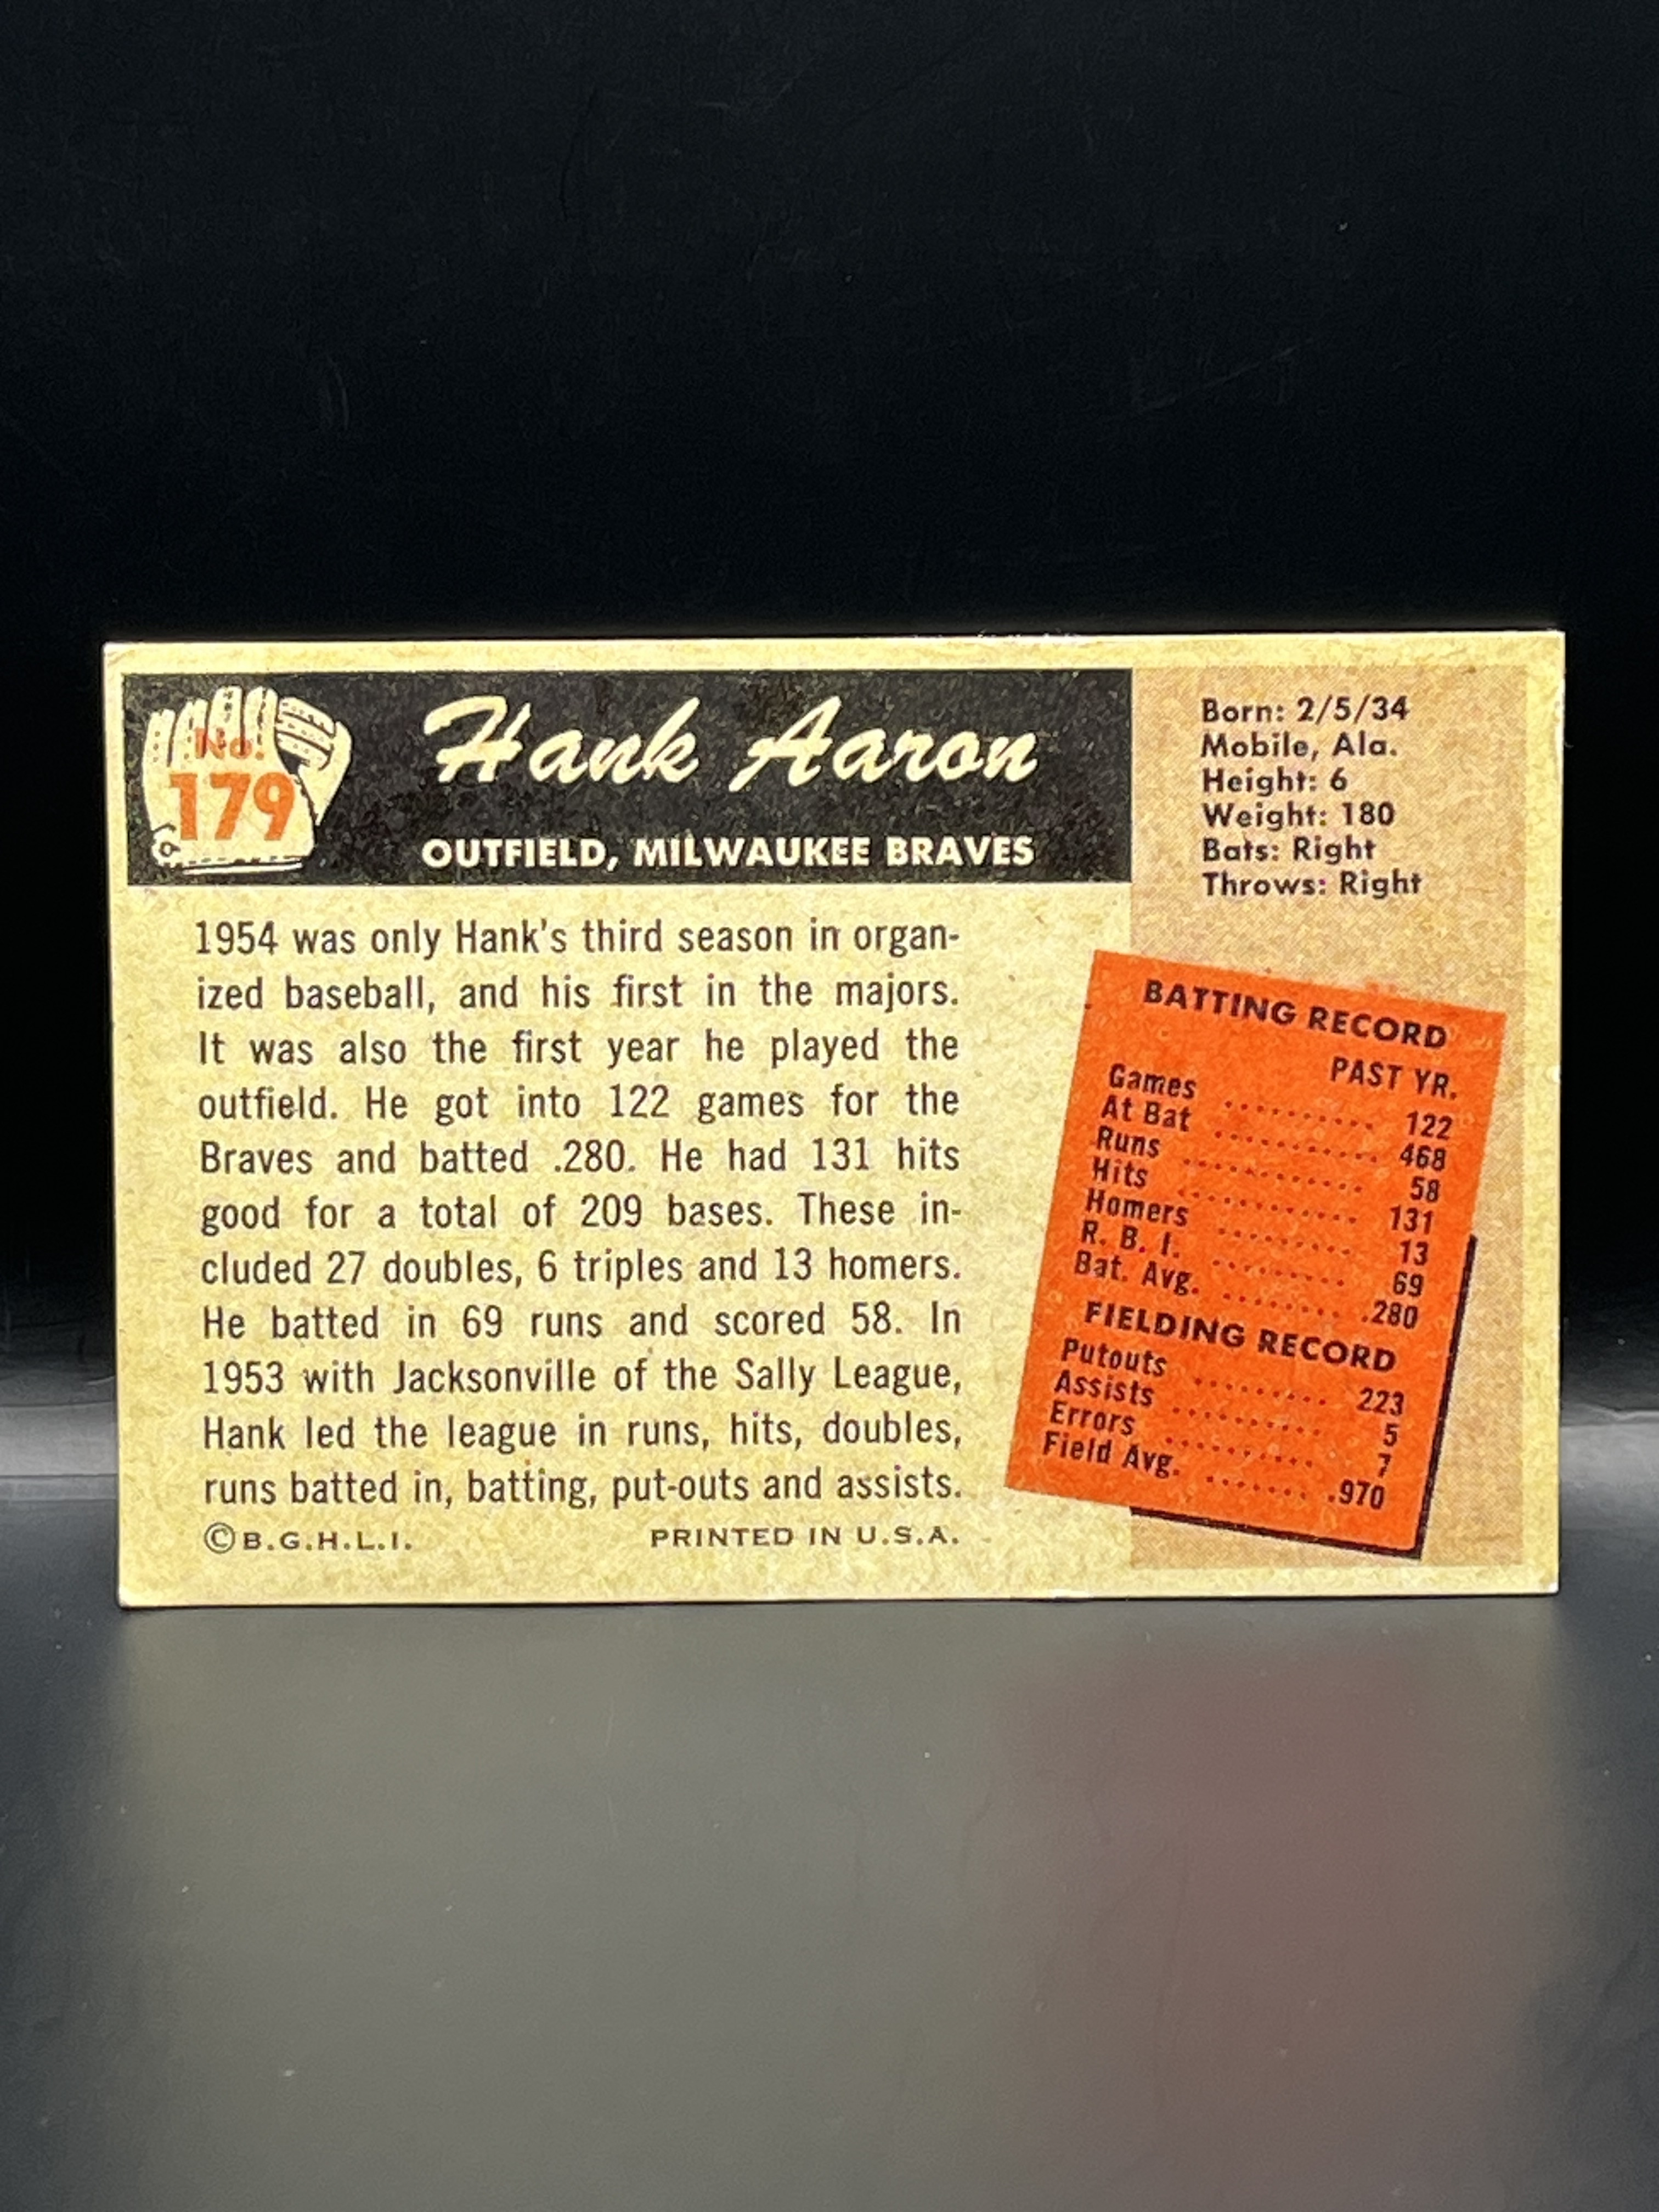 No.
179
Hank Aaron
OUTFIELD, MILWAUKEE BRAVES
Born: 2/5/34
Mobile, Ala.
Height: 6
Weight: 180
Bats: Right
Throws: Right
1954 was only Hank's third season in organ-
ized baseball, and his first in the majors.
It was also the first year he played the
outfield. He got into 122 games for the
Braves and batted .280. He had 131 hits
good for a total of 209 bases. These in-
cluded 27 doubles, 6 triples and 13 homers.
He batted in 69 runs and scored 58. In
1953 with Jacksonville of the Sally League,
Hank led the league in runs, hits, doubles,
runs batted in, batting, put-outs and assists.
©B.G.H.L.I. PRINTED IN U.S.A.
BATTING RECORD
PAST YR.
Games ......... 122
At Bat ......... 468
Runs ......... 58
Hits ......... 131
Homers ......... 13
R. B. I. ......... 69
Bat. Avg. ........ .280
FIELDING RECORD
Putouts ......... 223
Assists ......... 5
Errors ......... 7
Field Avg. ....... .970